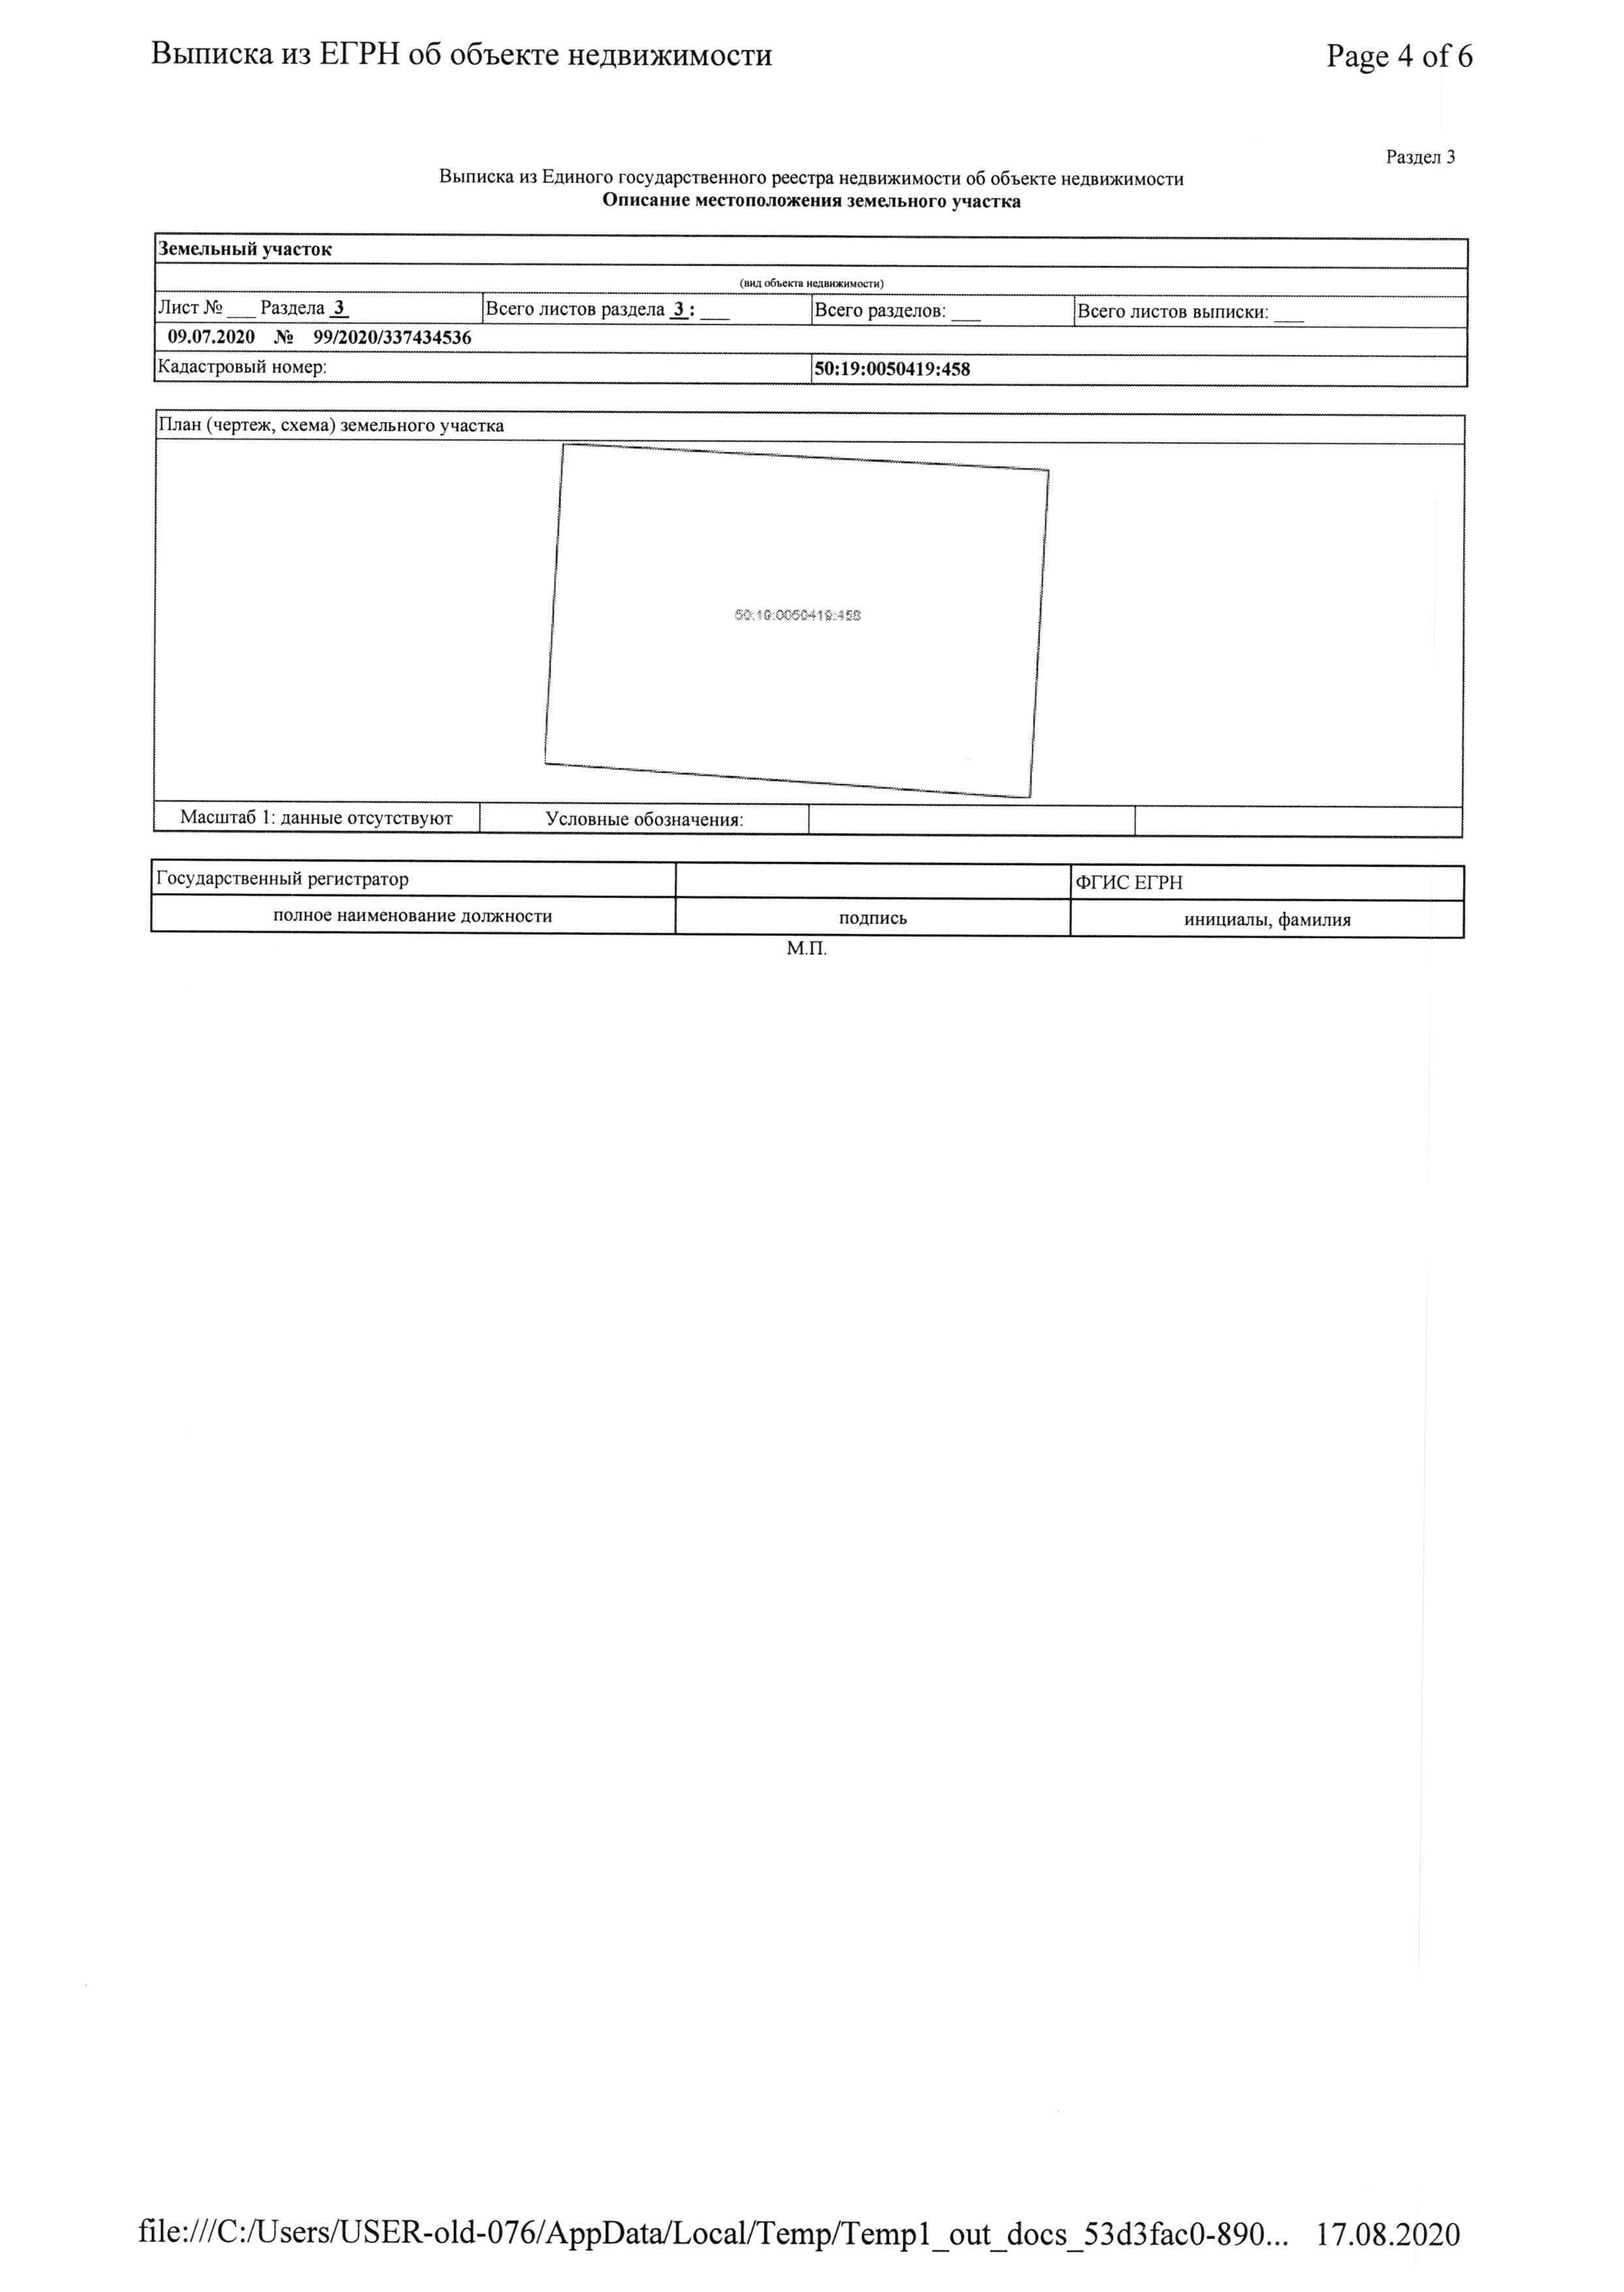 Выписка из ЕГРН об объекте недвижимости Page 4 of 6
Раздел 3
Выписка из Единого государственного реестра недвижимости об объекте недвижимости
Описание местоположения земельного участка
Земельный участок
(вид объекта недвижимости)
Лист № ___ Раздела 3 Всего листов раздела 3 : ___ Всего разделов: ___ Всего листов выписки: ___
09.07.2020 № 99/2020/337434536
Кадастровый номер: 50:19:0050419:458
План (чертеж, схема) земельного участка
50:19:0050419:458
Масштаб 1: данные отсутствуют Условные обозначения:
Государственный регистратор ФГИС ЕГРН
полное наименование должности подпись инициалы, фамилия
М.П.
file:///C:/Users/USER-old-076/AppData/Local/Temp/Temp1_out_docs_53d3fac0-890... 17.08.2020